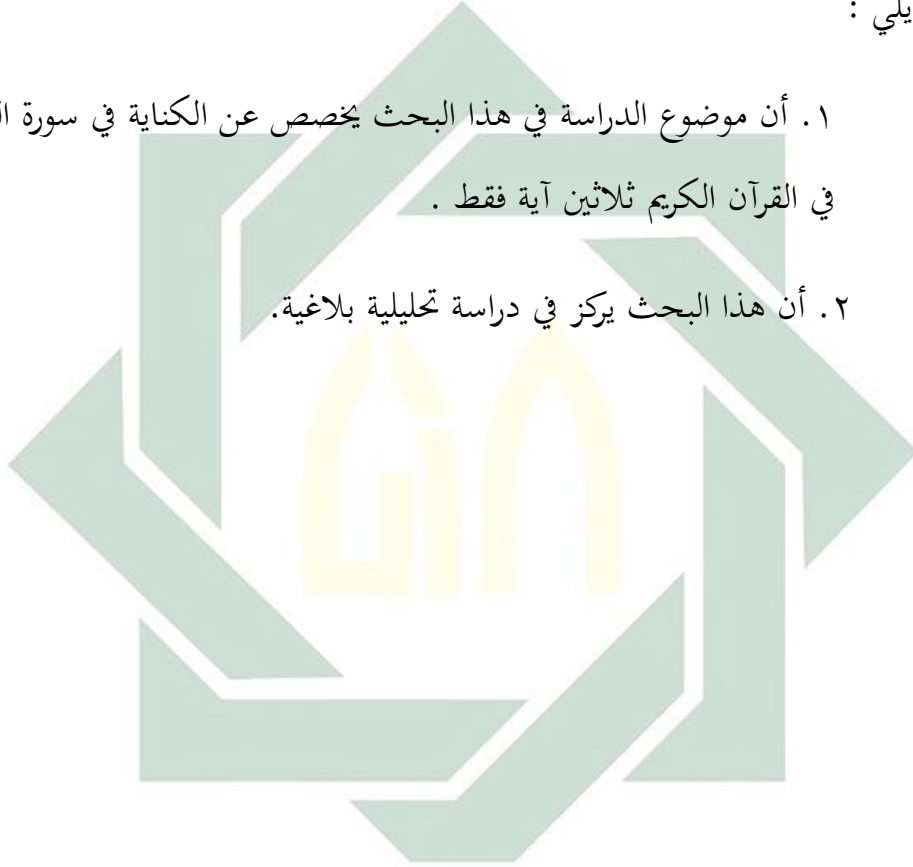 يلي :
١. أن موضوع الدراسة في هذا البحث يخصص عن الكناية في سورة
في القرآن الكريم ثلاثين آية فقط .
٢. أن هذا البحث يركز في دراسة تحليلية بلاغية.